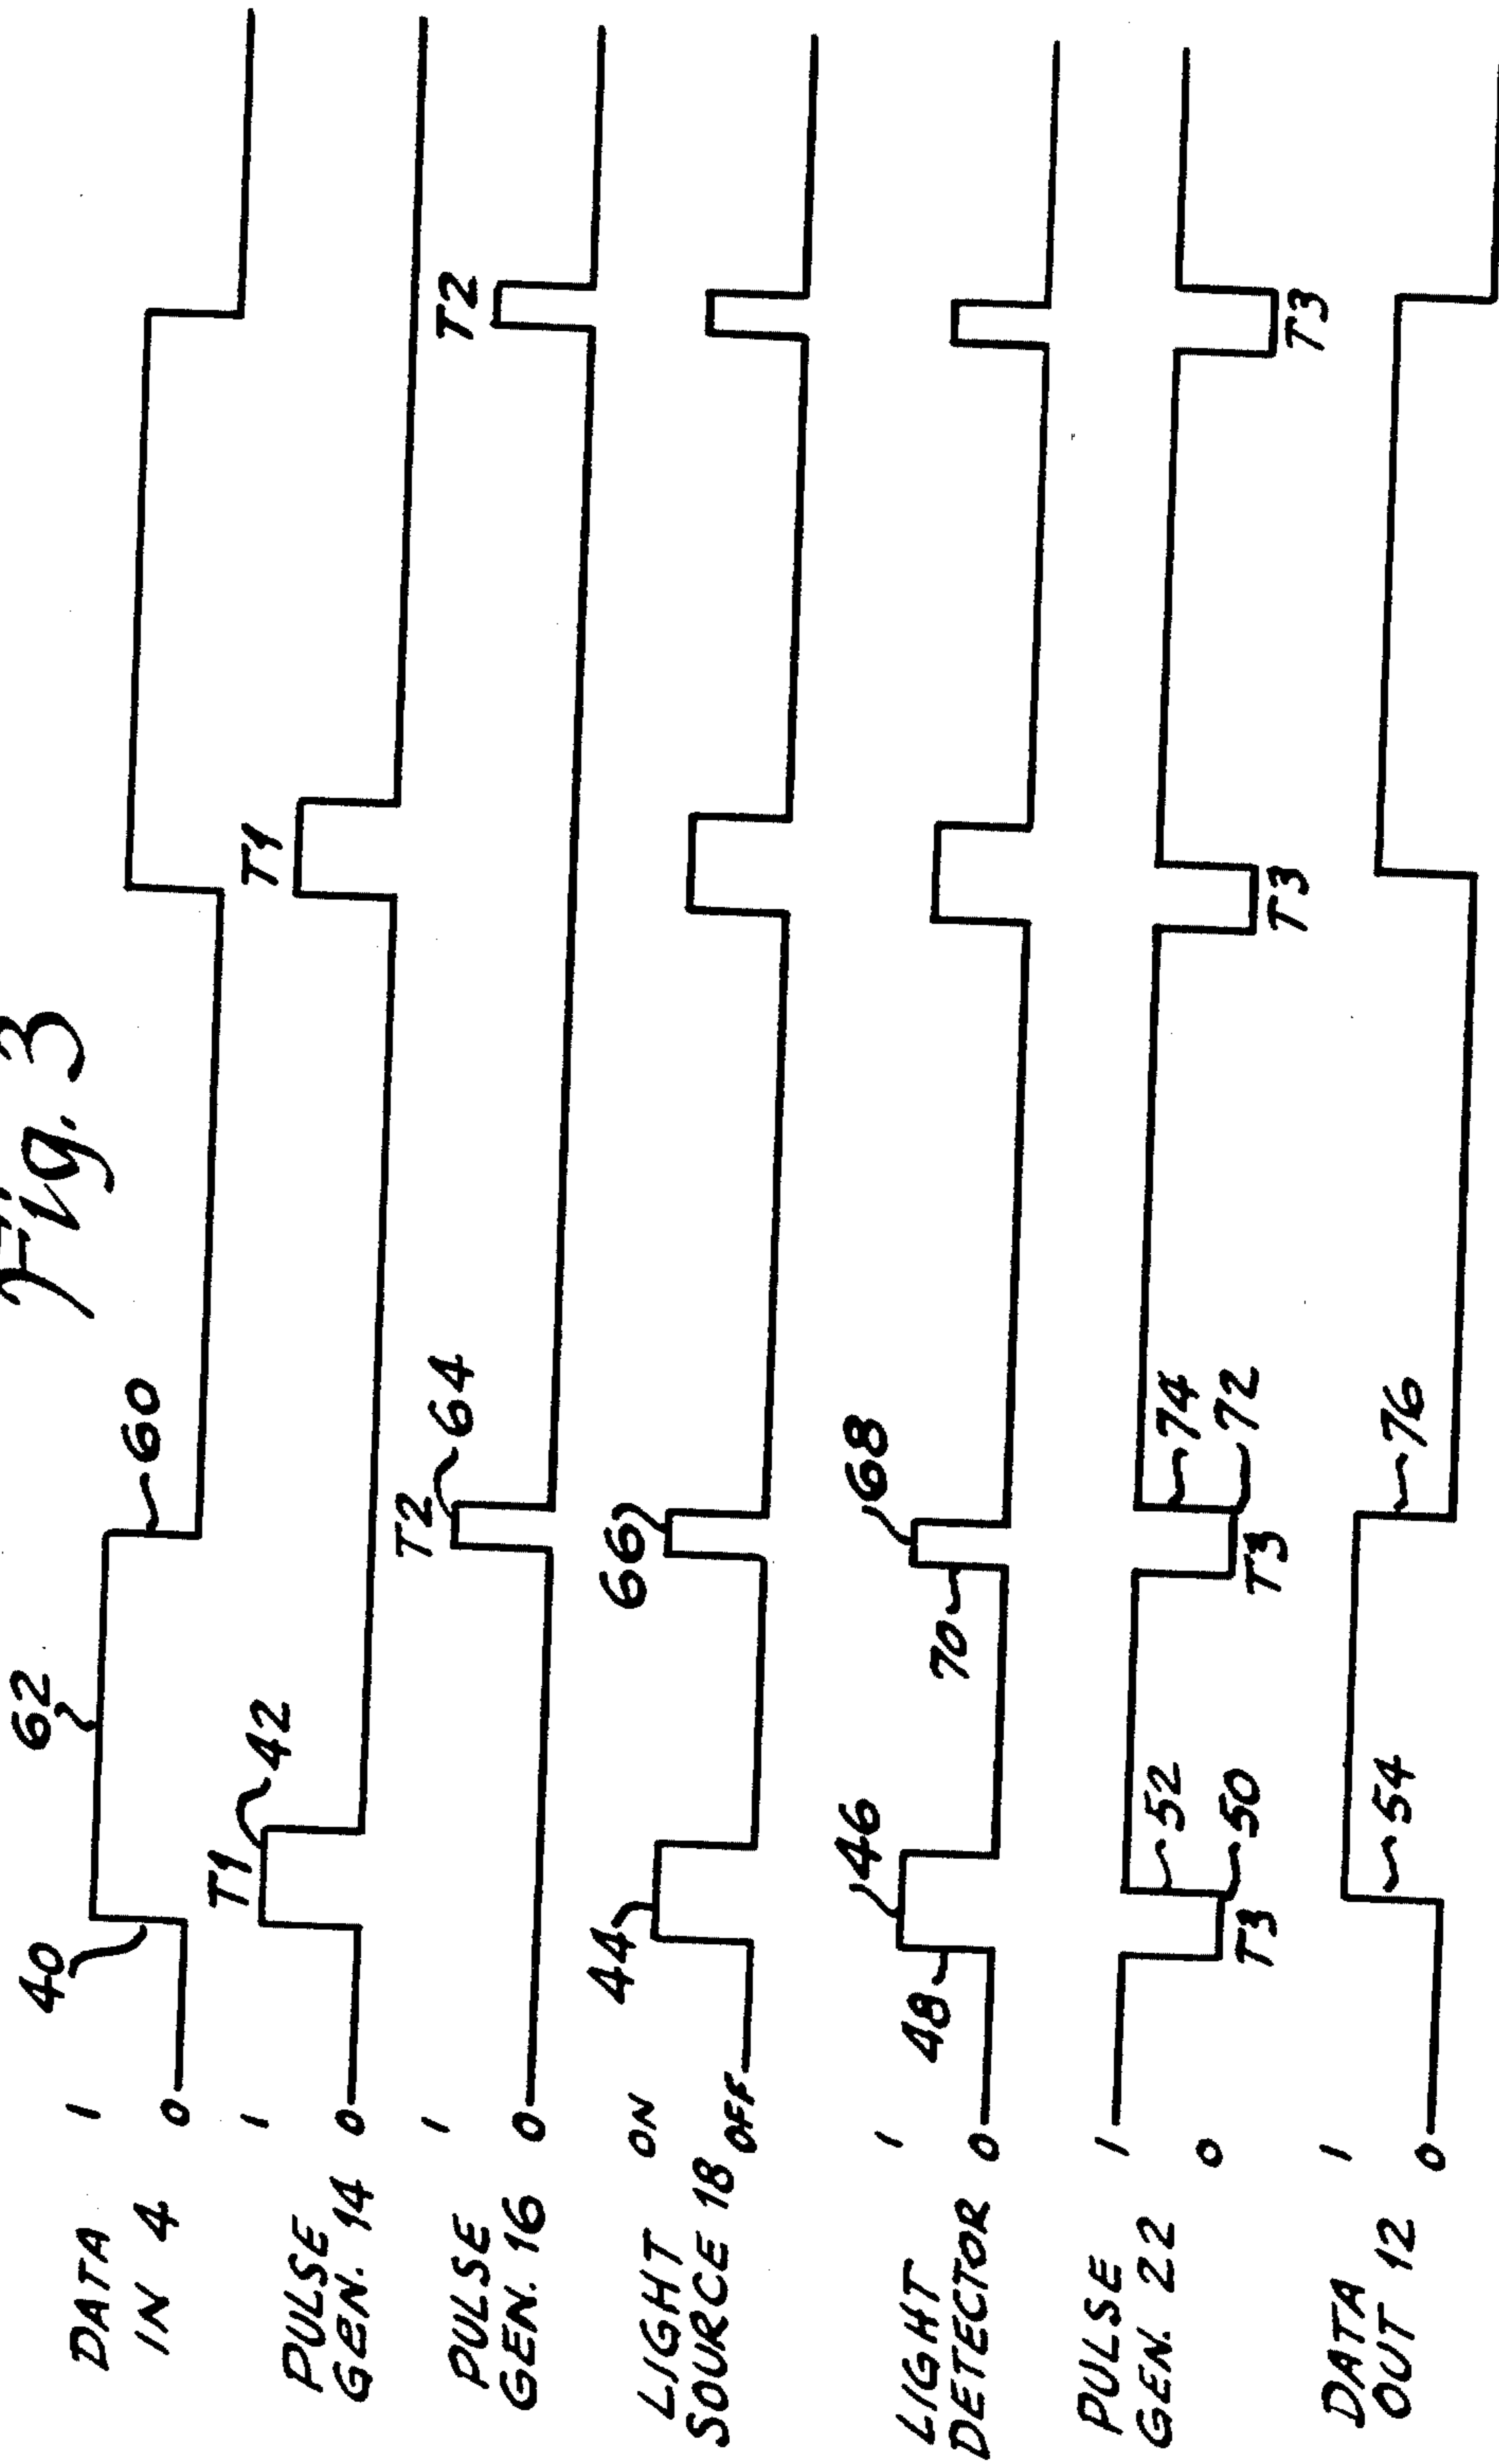 Fig. 3
DATA
IN 4
1
0
40
62
60
PULSE
GEN. 14
1
0
T1
42
T1
PULSE
GEN. 16
1
0
T2
64
T2
LIGHT
SOURCE 18
ON
OFF
44
66
LIGHT
DETECTOR
1
0
48
46
70
68
PULSE
GEN. 22
1
0
T3
52
50
T3
74
72
T3
T3
DATA
OUT 12
1
0
54
76